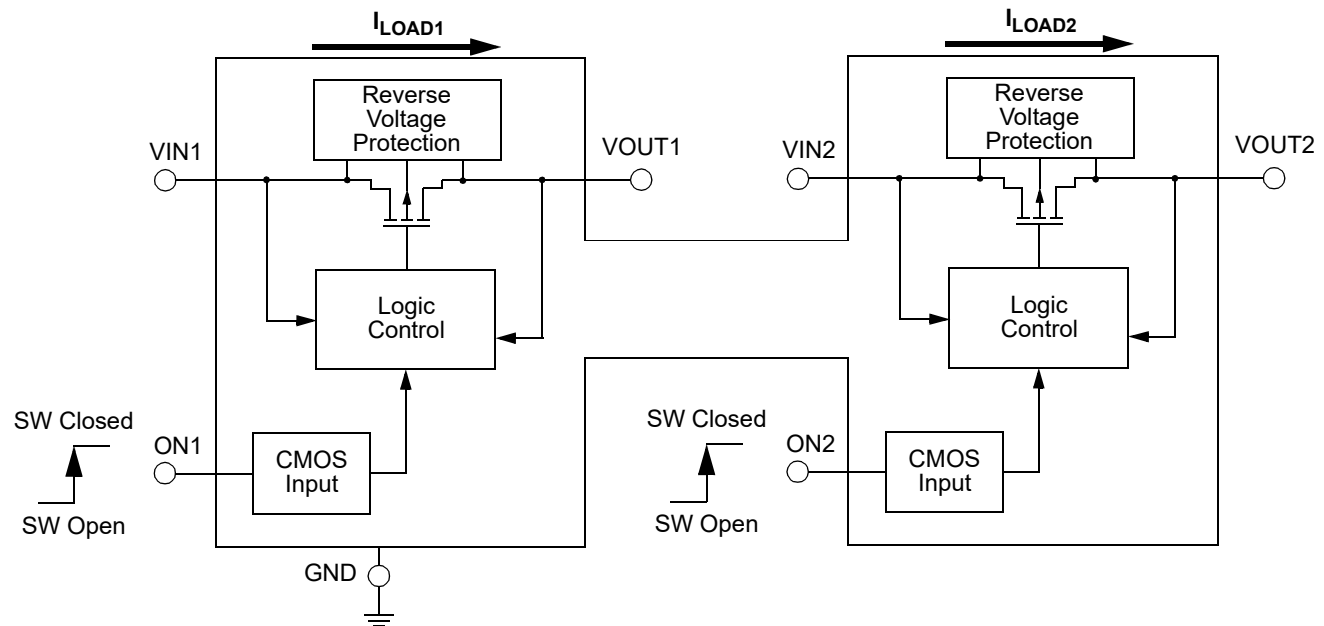 ILOAD1
ILOAD2
Reverse
Voltage
Protection
Reverse
Voltage
Protection
VIN1
VOUT1
VIN2
VOUT2
Logic
Control
Logic
Control
SW Closed
ON1
CMOS
Input
SW Open
SW Closed
ON2
CMOS
Input
SW Open
GND